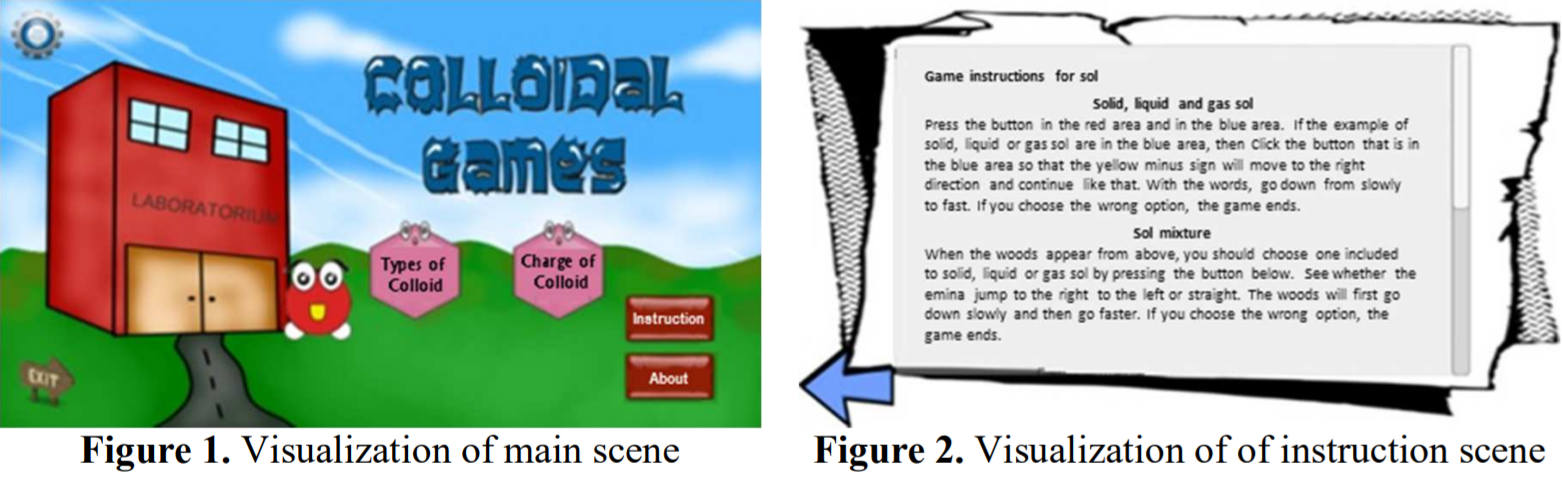 COLLOIDAL
GAMES
LABORATORIUM
Types of
Colloid
Charge of
Colloid
Instruction
About
EXIT
Figure 1. Visualization of main scene
Game instructions for sol
Solid, liquid and gas sol
Press the button in the red area and in the blue area. If the example of
solid, liquid or gas sol are in the blue area, then Click the button that is in
the blue area so that the yellow minus sign will move to the right
direction and continue like that. With the words, go down from slowly
to fast. If you choose the wrong option, the game ends.
Sol mixture
When the woods appear from above, you should choose one included
to solid, liquid or gas sol by pressing the button below. See whether the
emina jump to the right to the left or straight. The woods will first go
down slowly and then go faster. If you choose the wrong option, the
game ends.
Figure 2. Visualization of of instruction scene